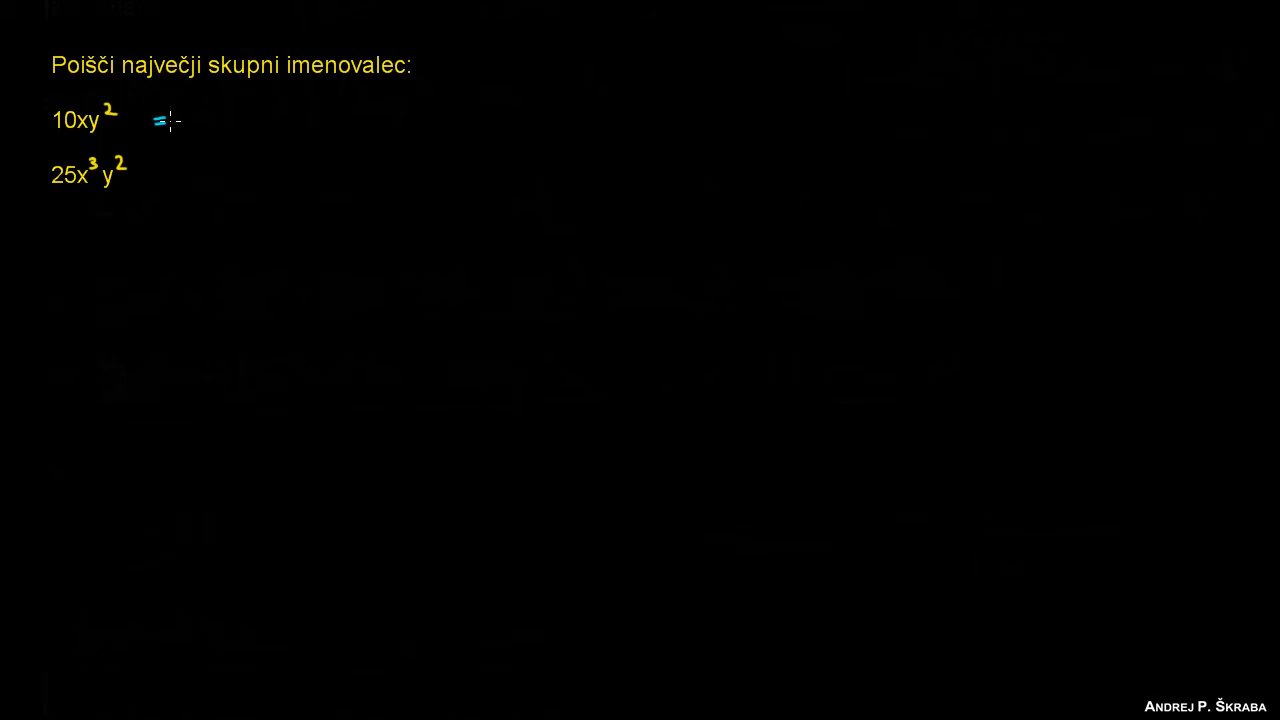 Poišči največji skupni imenovalec:
10xy² =
25x³y²
ANDREJ P. ŠKRABA